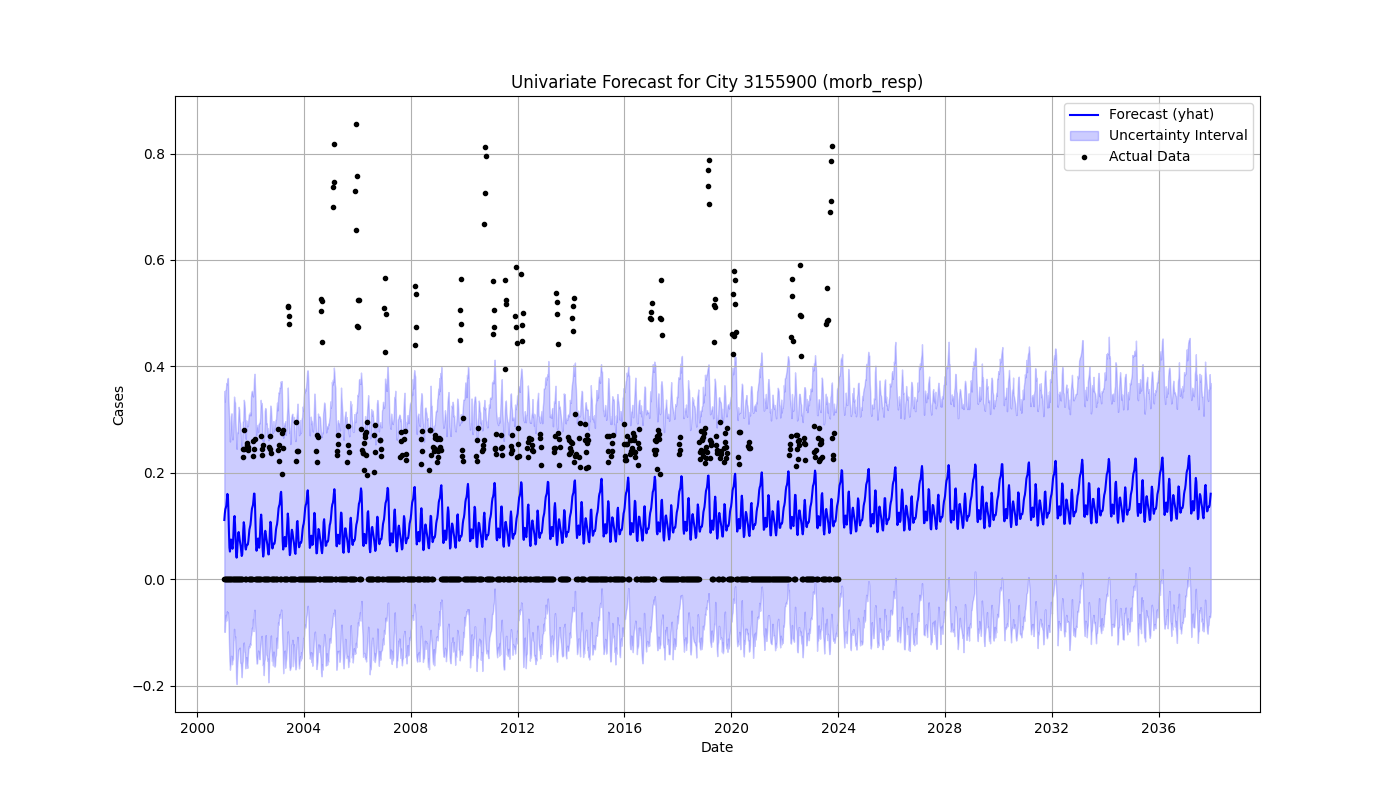 Univariate Forecast for City 3155900 (morb_resp)
Forecast (yhat)
Uncertainty Interval
Actual Data
Cases
0.8
0.6
0.4
0.2
0.0
−0.2
2000 2004 2008 2012 2016 2020 2024 2028 2032 2036
Date